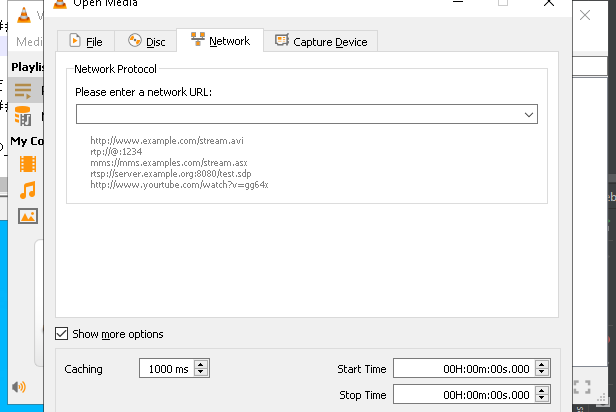 Open Media
File
Disc
Network
Capture Device
Network Protocol
Please enter a network URL:
http://www.example.com/stream.avi
rtp://@:1234
mms://mms.examples.com/stream.asx
rtsp://server.example.org:8080/test.sdp
http://www.yourtube.com/watch?v=gg64x
Show more options
Caching
1000 ms
Start Time
00H:00m:00s.000
Stop Time
00H:00m:00s.000
Medi
Playlis
My Co